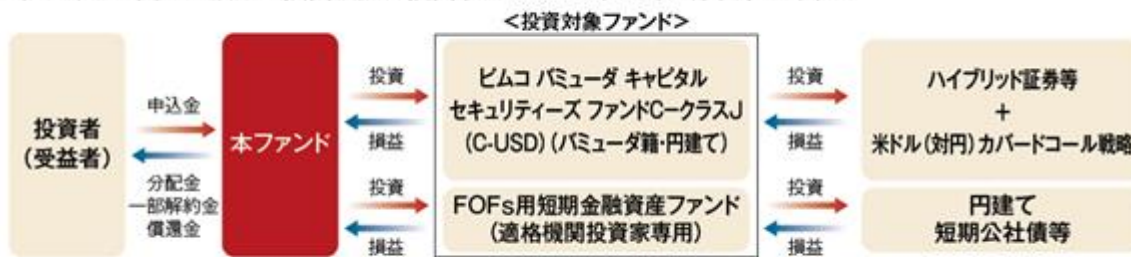 <投資対象ファンド>
投資者
(受益者)
申込金
分配金
一部解約金
償還金
本ファンド
投資
損益
投資
損益
ピムコ バミューダ キャピタル
セキュリティーズ ファンドC－クラスJ
(C-USD)(バミューダ籍・円建て)
FOFs用短期金融資産ファンド
(適格機関投資家専用)
投資
損益
投資
損益
ハイブリッド証券等
+
米ドル(対円)カバードコール戦略
円建て
短期公社債等